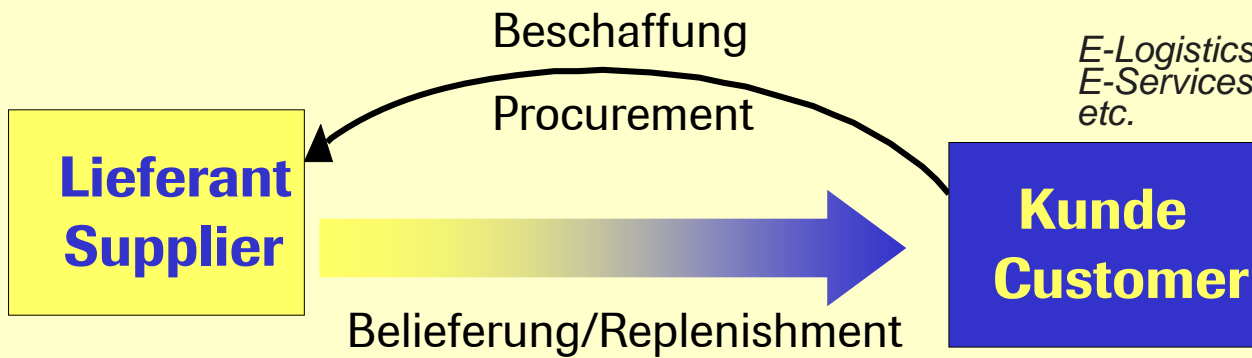 Beschaffung
Procurement
E-Logistics
E-Services
etc.
Lieferant
Supplier
Kunde
Customer
Belieferung/Replenishment